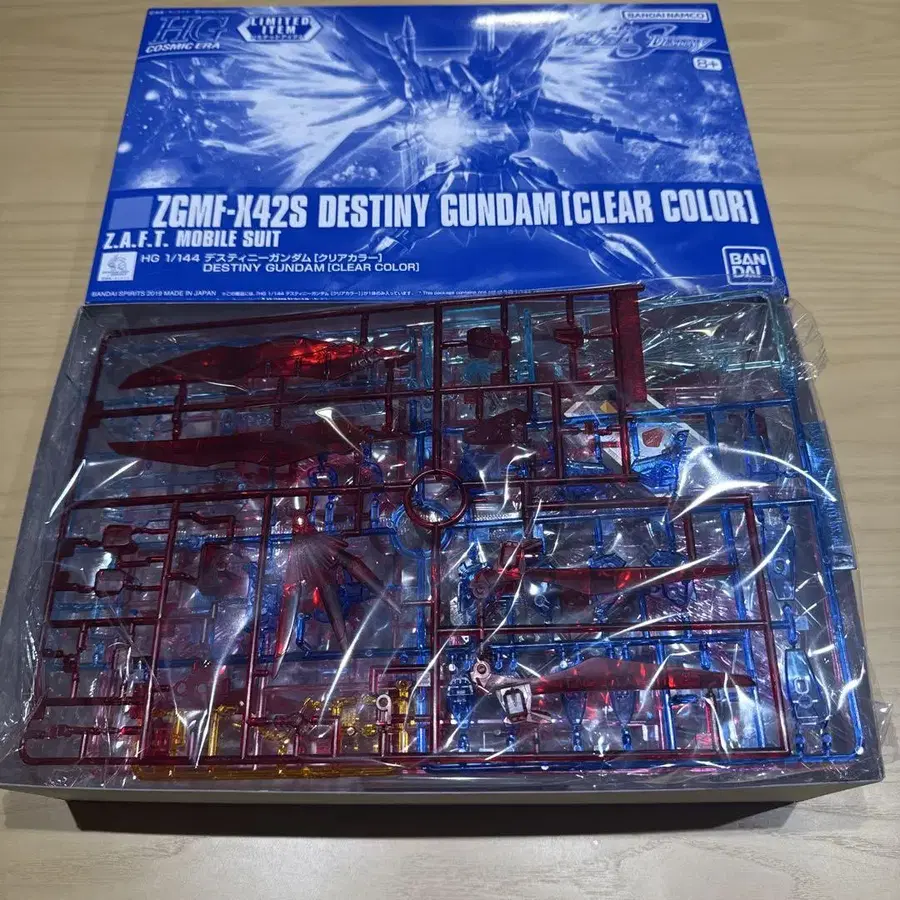 HG
COSMIC ERA
LIMITED
ITEM
BANDAI NAMCO
8+
ZGMF-X42S DESTINY GUNDAM [CLEAR COLOR]
Z.A.F.T. MOBILE SUIT
HG 1/144 デスティニーガンダム [クリアカラー]
DESTINY GUNDAM [CLEAR COLOR]
BAN
DAI
BANDAI SPIRITS 2019 MADE IN JAPAN